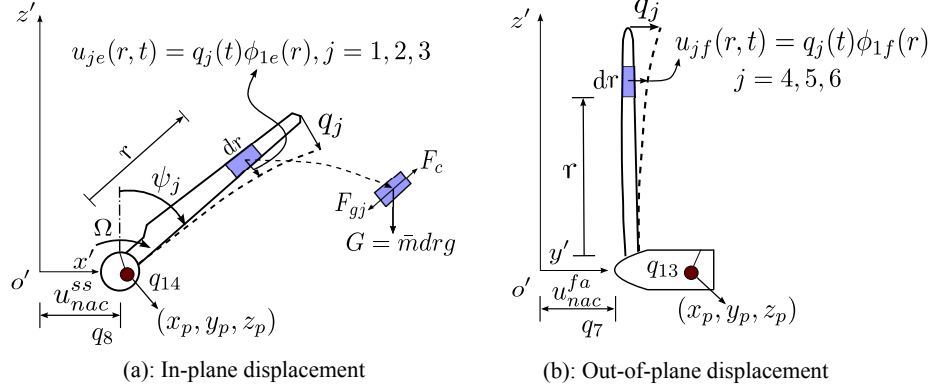 z'
u_{je}(r, t) = q_j(t)ϕ_{1e}(r), j = 1, 2, 3
r
dr
q_j
ψ_j
Ω
F_c
F_{gj}
G = m̄drg
x'
o'
q_{14}
u^{ss}_{nac}
(x_p, y_p, z_p)
q_8
(a): In-plane displacement
z'
q_j
u_{jf}(r, t) = q_j(t)ϕ_{1f}(r)
j = 4, 5, 6
dr
r
y'
o'
q_{13}
u^{fa}_{nac}
(x_p, y_p, z_p)
q_7
(b): Out-of-plane displacement